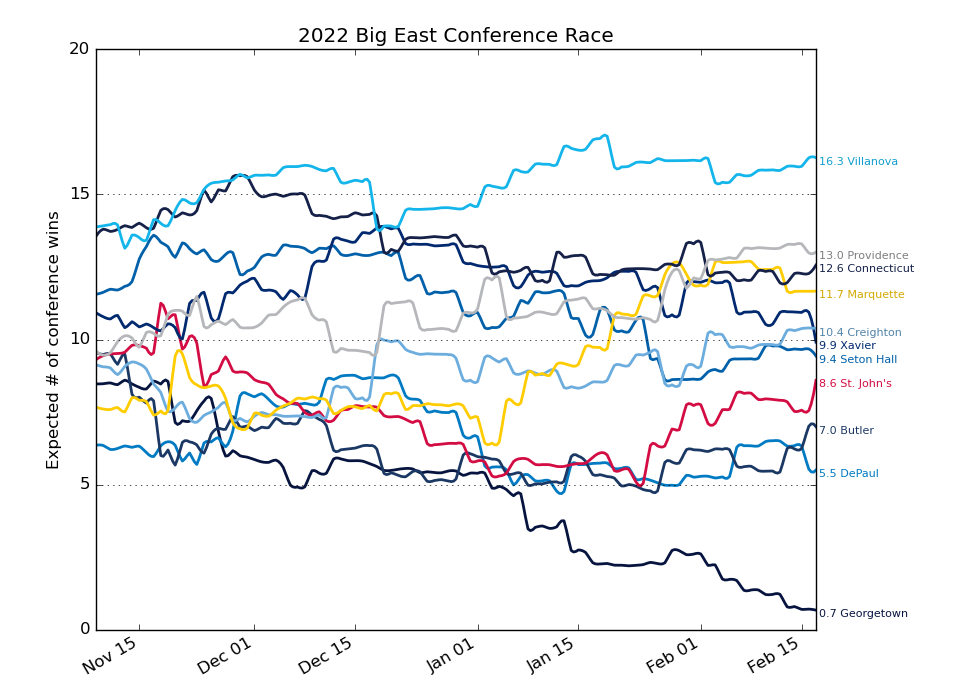 2022 Big East Conference Race
Expected # of conference wins
20
15
10
5
0
16.3 Villanova
13.0 Providence
12.6 Connecticut
11.7 Marquette
10.4 Creighton
9.9 Xavier
9.4 Seton Hall
8.6 St. John's
7.0 Butler
5.5 DePaul
0.7 Georgetown
Nov 15
Dec 01
Dec 15
Jan 01
Jan 15
Feb 01
Feb 15